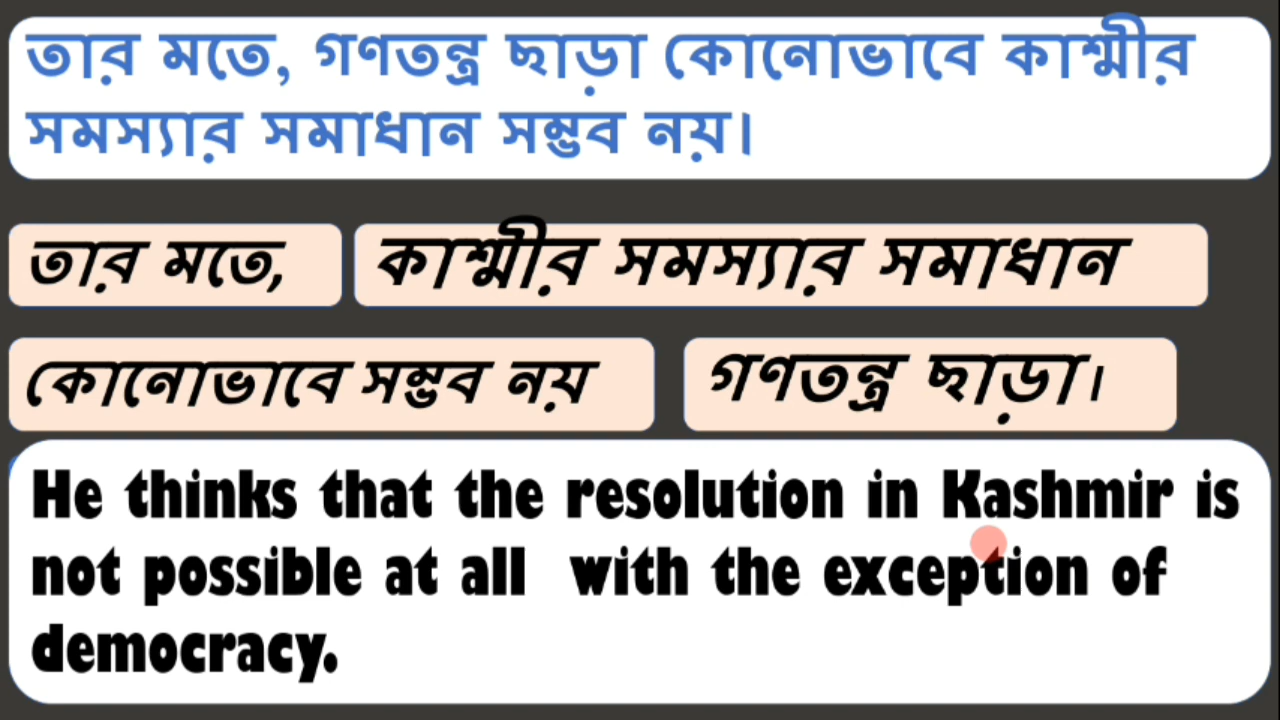 তার মতে, গণতন্ত্র ছাড়া কোনোভাবে কাশ্মীর
সমস্যার সমাধান সম্ভব নয়।
তার মতে, কাশ্মীর সমস্যার সমাধান
কোনোভাবে সম্ভব নয় গণতন্ত্র ছাড়া।
He thinks that the resolution in Kashmir is
not possible at all with the exception of
democracy.